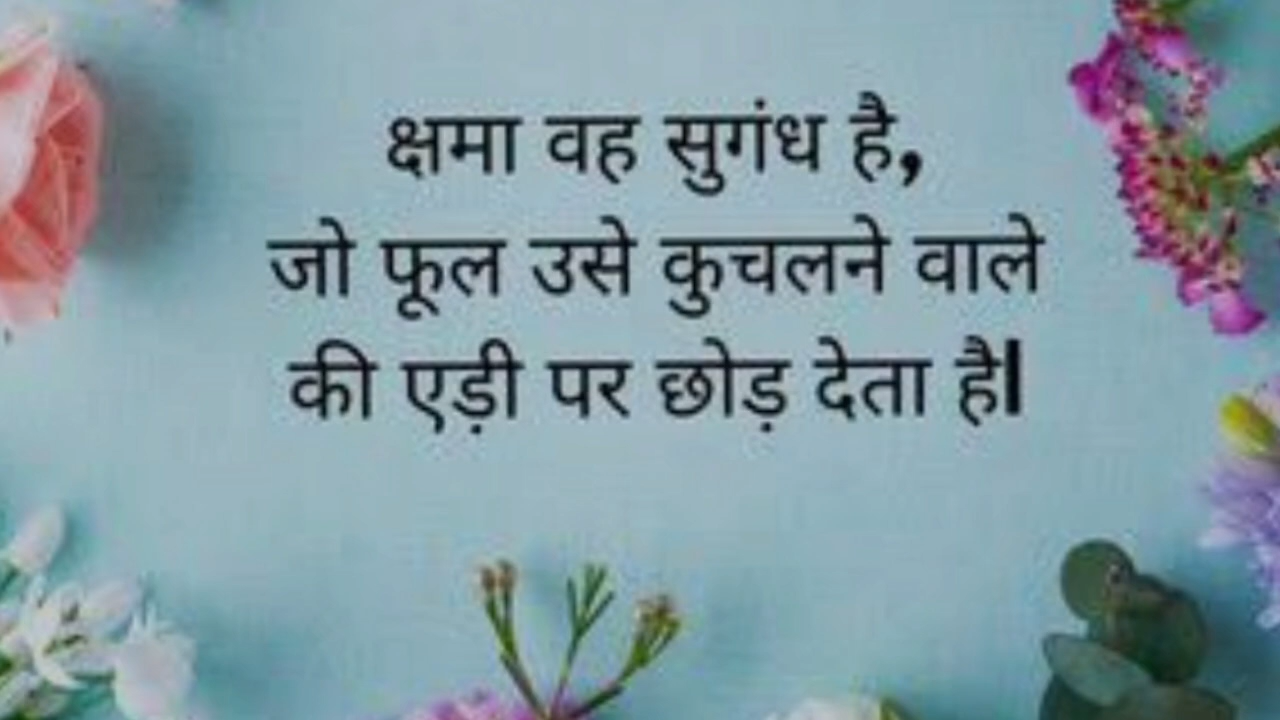 क्षमा वह सुगंध है,
जो फूल उसे कुचलने वाले
की एड़ी पर छोड़ देता है|